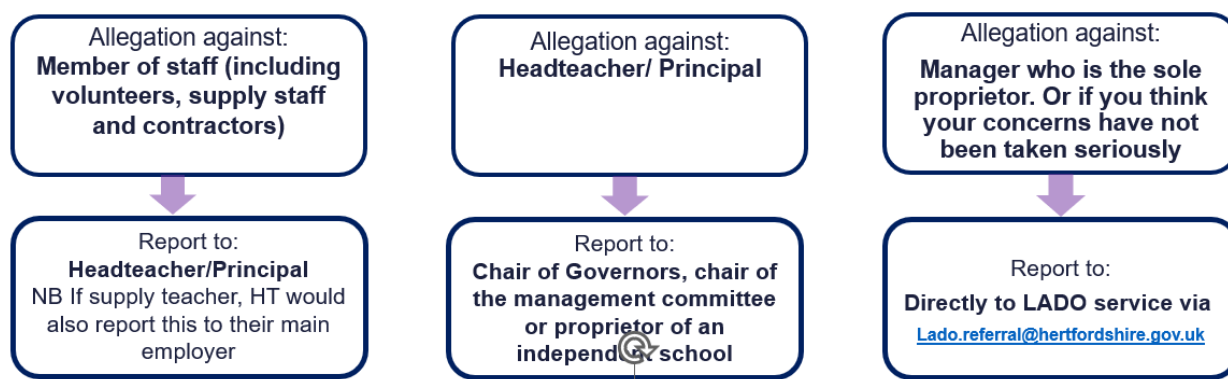 Allegation against:
Member of staff (including
volunteers, supply staff
and contractors)
Report to:
Headteacher/Principal
NB If supply teacher, HT would
also report this to their main
employer
Allegation against:
Headteacher/ Principal
Report to:
Chair of Governors, chair of
the management committee
or proprietor of an
independent school
Allegation against:
Manager who is the sole
proprietor. Or if you think
your concerns have not
been taken seriously
Report to:
Directly to LADO service via
Lado.referral@hertfordshire.gov.uk